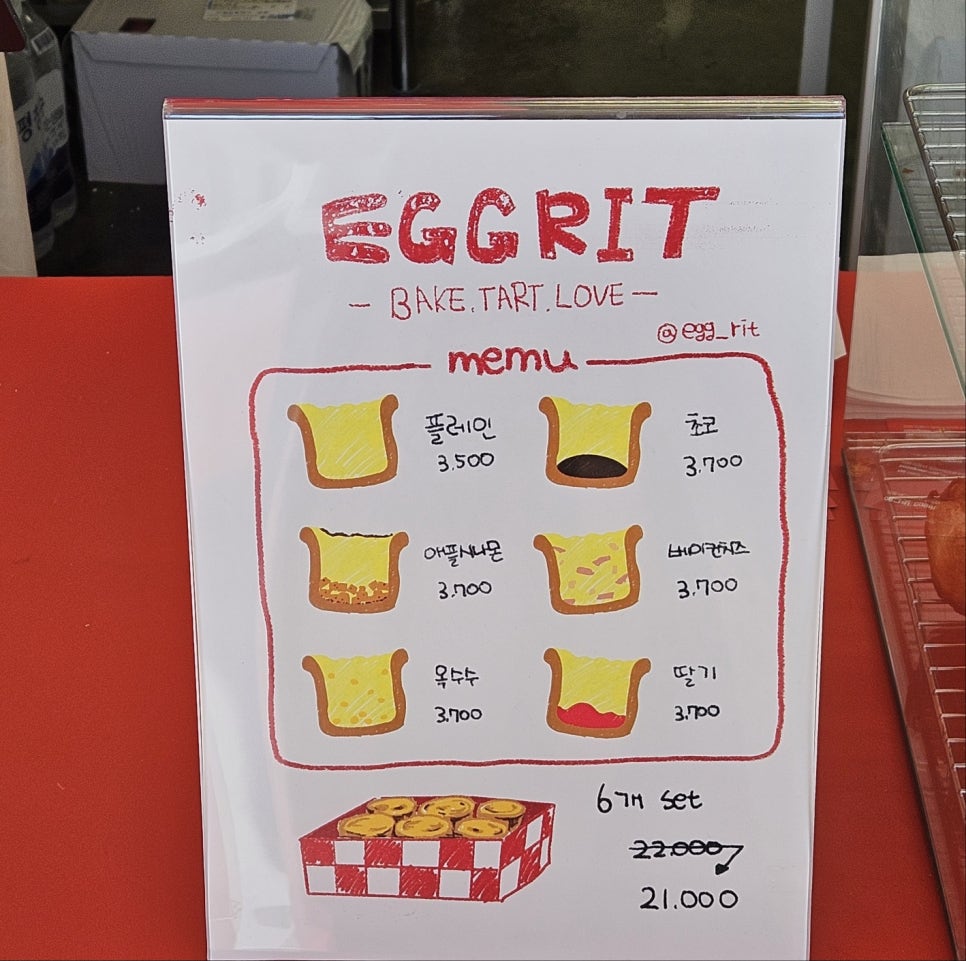 EGGRIT
- BAKE.TART.LOVE -
@egg_rit
memu
플레인
3.500
초코
3.700
애플시나몬
3.700
베이컨치즈
3.700
옥수수
3.700
딸기
3.700
6개 set
22.000
21.000